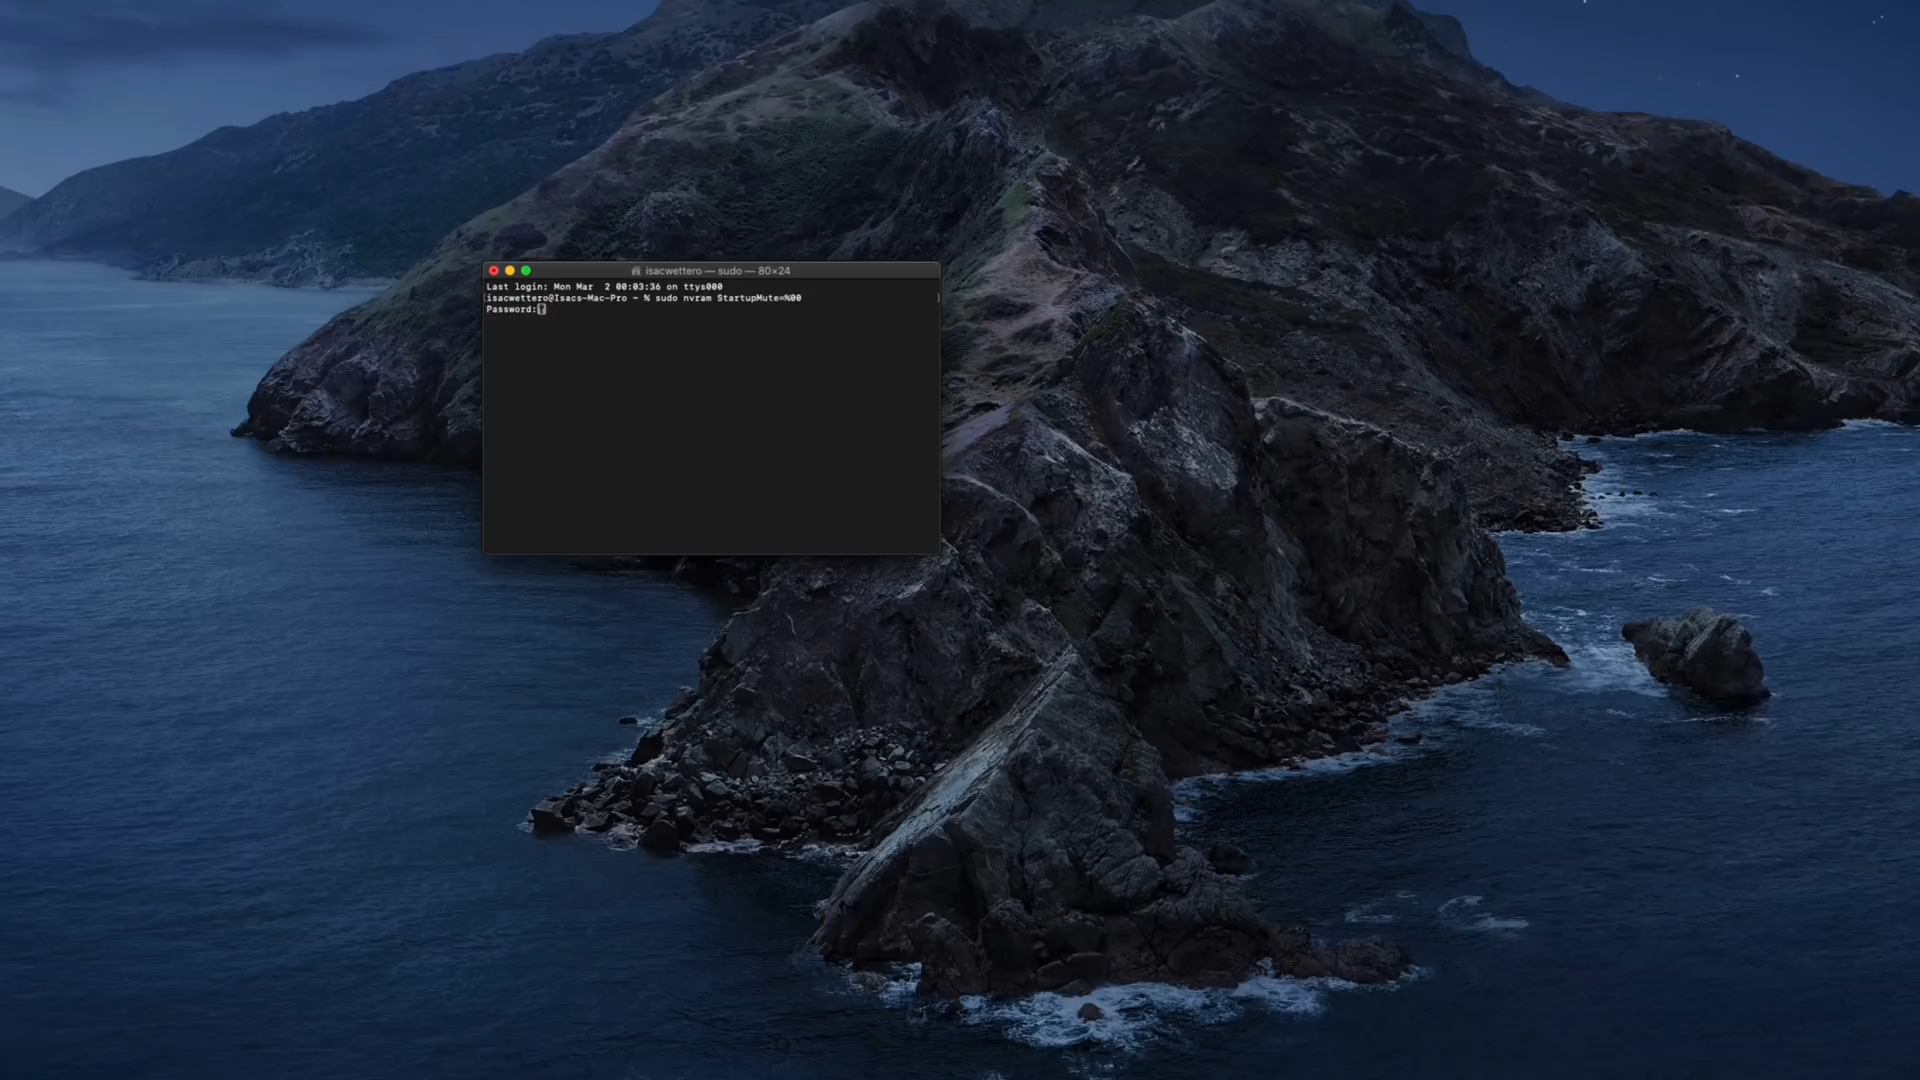 isacwettero — sudo — 80×24
Last login: Mon Mar  2 00:03:36 on ttys000
[isacwettero@Isacs-Mac-Pro ~ % sudo nvram StartupMute=%00 ]
Password: